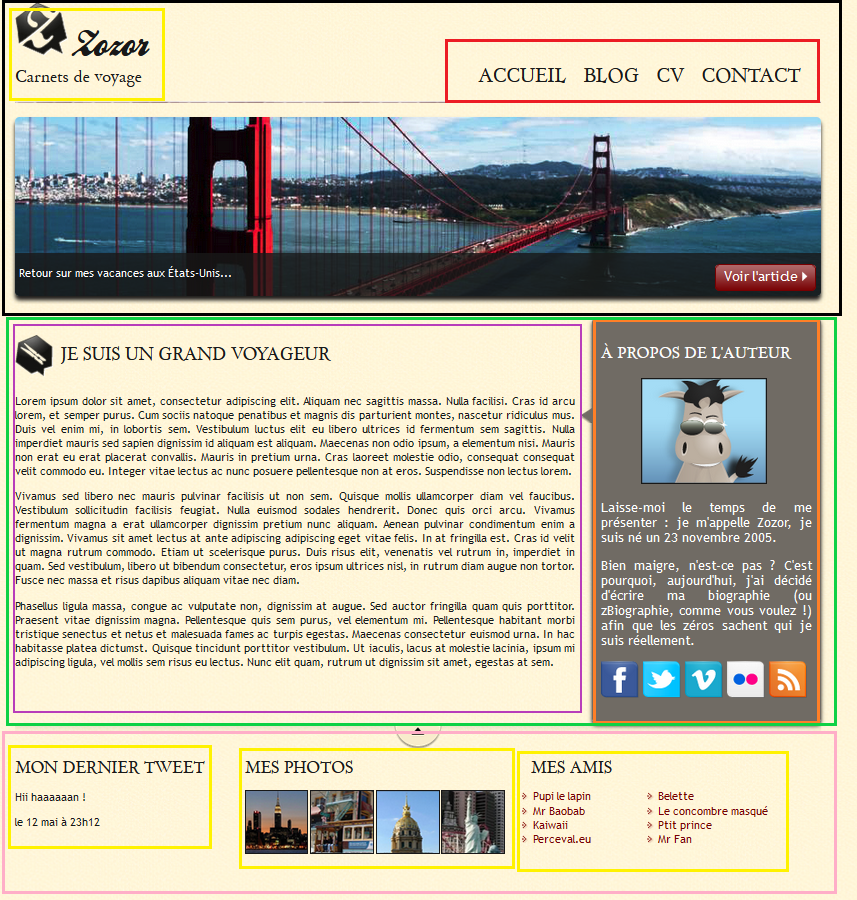 Zozor
Carnets de voyage
ACCUEIL BLOG CV CONTACT
Retour sur mes vacances aux États-Unis...
Voir l'article
JE SUIS UN GRAND VOYAGEUR
Lorem ipsum dolor sit amet, consectetur adipiscing elit. Aliquam nec sagittis massa. Nulla facilisi. Cras id arcu
lorem, et semper purus. Cum sociis natoque penatibus et magnis dis parturient montes, nascetur ridiculus mus.
Duis vel enim mi, in lobortis sem. Vestibulum luctus elit eu libero ultrices id fermentum sem sagittis. Nulla
imperdiet mauris sed sapien dignissim id aliquam est aliquam. Maecenas non odio ipsum, a elementum nisi. Mauris
non erat eu erat placerat convallis. Mauris in pretium urna. Cras laoreet molestie odio, consequat consequat
velit commodo eu. Integer vitae lectus ac nunc posuere pellentesque non at eros. Suspendisse non lectus lorem.
Vivamus sed libero nec mauris pulvinar facilisis ut non sem. Quisque mollis ullamcorper diam vel faucibus.
Vestibulum sollicitudin facilisis feugiat. Nulla euismod sodales hendrerit. Donec quis orci arcu. Vivamus
fermentum magna a erat ullamcorper dignissim pretium nunc aliquam. Aenean pulvinar condimentum enim a
dignissim. Vivamus sit amet lectus at ante adipiscing adipiscing eget vitae felis. In at fringilla est. Cras id velit
ut magna rutrum commodo. Etiam ut scelerisque purus. Duis risus elit, venenatis vel rutrum in, imperdiet in
quam. Sed vestibulum, libero ut bibendum consectetur, eros ipsum ultrices nisl, in rutrum diam augue non tortor.
Fusce nec massa et risus dapibus aliquam vitae nec diam.
Phasellus ligula massa, congue ac vulputate non, dignissim at augue. Sed auctor fringilla quam quis porttitor.
Praesent vitae dignissim magna. Pellentesque quis sem purus, vel elementum mi. Pellentesque habitant morbi
tristique senectus et netus et malesuada fames ac turpis egestas. Maecenas consectetur euismod urna. In hac
habitasse platea dictumst. Quisque tincidunt porttitor vestibulum. Ut iaculis, lacus at molestie lacinia, ipsum mi
adipiscing ligula, vel mollis sem risus eu lectus. Nunc elit quam, rutrum ut dignissim sit amet, egestas at sem.
À PROPOS DE L'AUTEUR
Laisse-moi le temps de me
présenter : je m'appelle Zozor, je
suis né un 23 novembre 2005.
Bien maigre, n'est-ce pas ? C'est
pourquoi, aujourd'hui, j'ai décidé
d'écrire ma biographie (ou
zBiographie, comme vous voulez !)
afin que les zéros sachent qui je
suis réellement.
MON DERNIER TWEET
Hii haaaaaan !
le 12 mai à 23h12
MES PHOTOS
MES AMIS
Pupi le lapin
Mr Baobab
Kaiwaii
Perceval.eu
Belette
Le concombre masqué
Ptit prince
Mr Fan